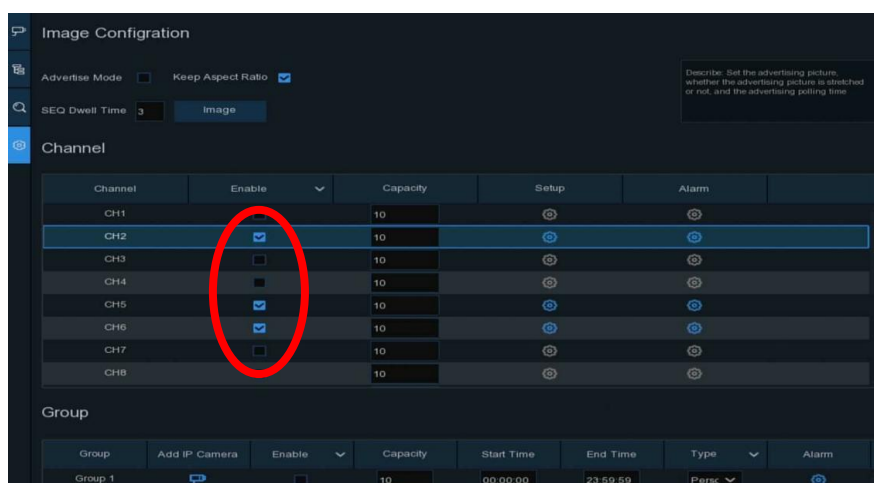 Image Configration
Advertise Mode Keep Aspect Ratio
Describe: Set the advertising picture,
whether the advertising picture is stretched
or not, and the advertising polling time
SEQ Dwell Time 3 Image
Channel
Channel Enable Capacity Setup Alarm
CH1 10
CH2 10
CH3 10
CH4 10
CH5 10
CH6 10
CH7 10
CH8 10
Group
Group Add IP Camera Enable Capacity Start Time End Time Type Alarm
Group 1 10 00:00:00 23:59:59 Persc